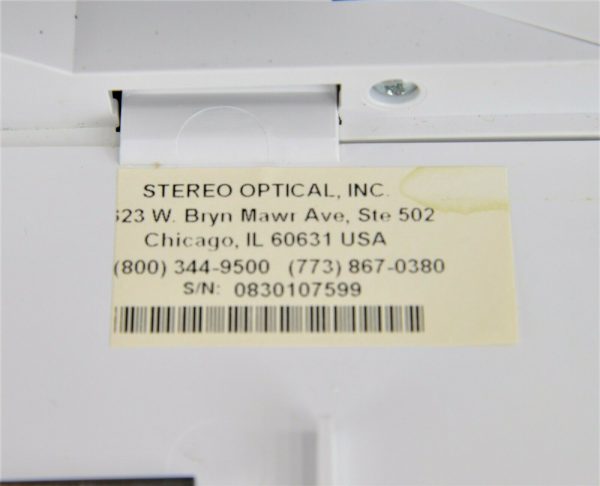 STEREO OPTICAL, INC.
623 W. Bryn Mawr Ave, Ste 502
Chicago, IL 60631 USA
(800) 344-9500 (773) 867-0380
S/N: 0830107599